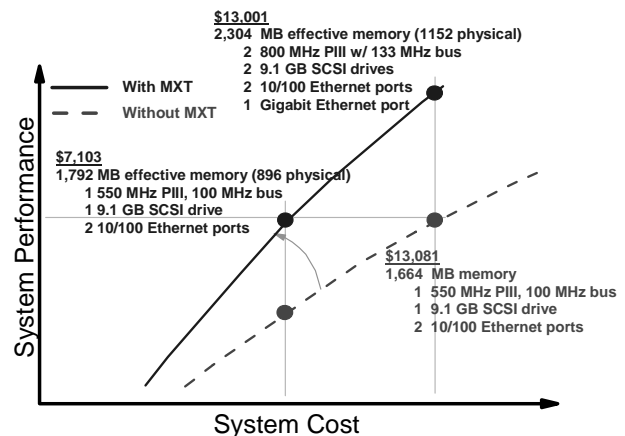 $13,001
2,304 MB effective memory (1152 physical)
2 800 MHz PIII w/ 133 MHz bus
2 9.1 GB SCSI drives
2 10/100 Ethernet ports
1 Gigabit Ethernet port
With MXT
Without MXT
$7,103
1,792 MB effective memory (896 physical)
1 550 MHz PIII, 100 MHz bus
1 9.1 GB SCSI drive
2 10/100 Ethernet ports
$13,081
1,664 MB memory
1 550 MHz PIII, 100 MHz bus
1 9.1 GB SCSI drive
2 10/100 Ethernet ports
System Performance
System Cost